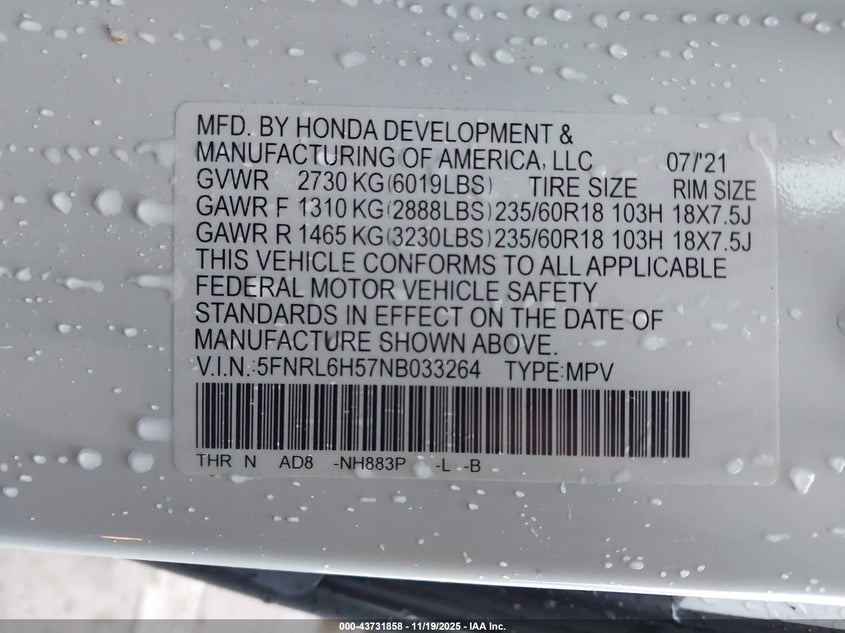 MFD. BY HONDA DEVELOPMENT &
MANUFACTURING OF AMERICA, LLC 07/'21
GVWR 2730 KG(6019LBS) TIRE SIZE RIM SIZE
GAWR F 1310 KG(2888LBS)235/60R18 103H 18X7.5J
GAWR R 1465 KG(3230LBS)235/60R18 103H 18X7.5J
THIS VEHICLE CONFORMS TO ALL APPLICABLE
FEDERAL MOTOR VEHICLE SAFETY
STANDARDS IN EFFECT ON THE DATE OF
MANUFACTURE SHOWN ABOVE.
V.I.N.:5FNRL6H57NB033264 TYPE:MPV
THR N AD8 -NH883P -L -B
000-43731858 - 11/19/2025 - IAA Inc.